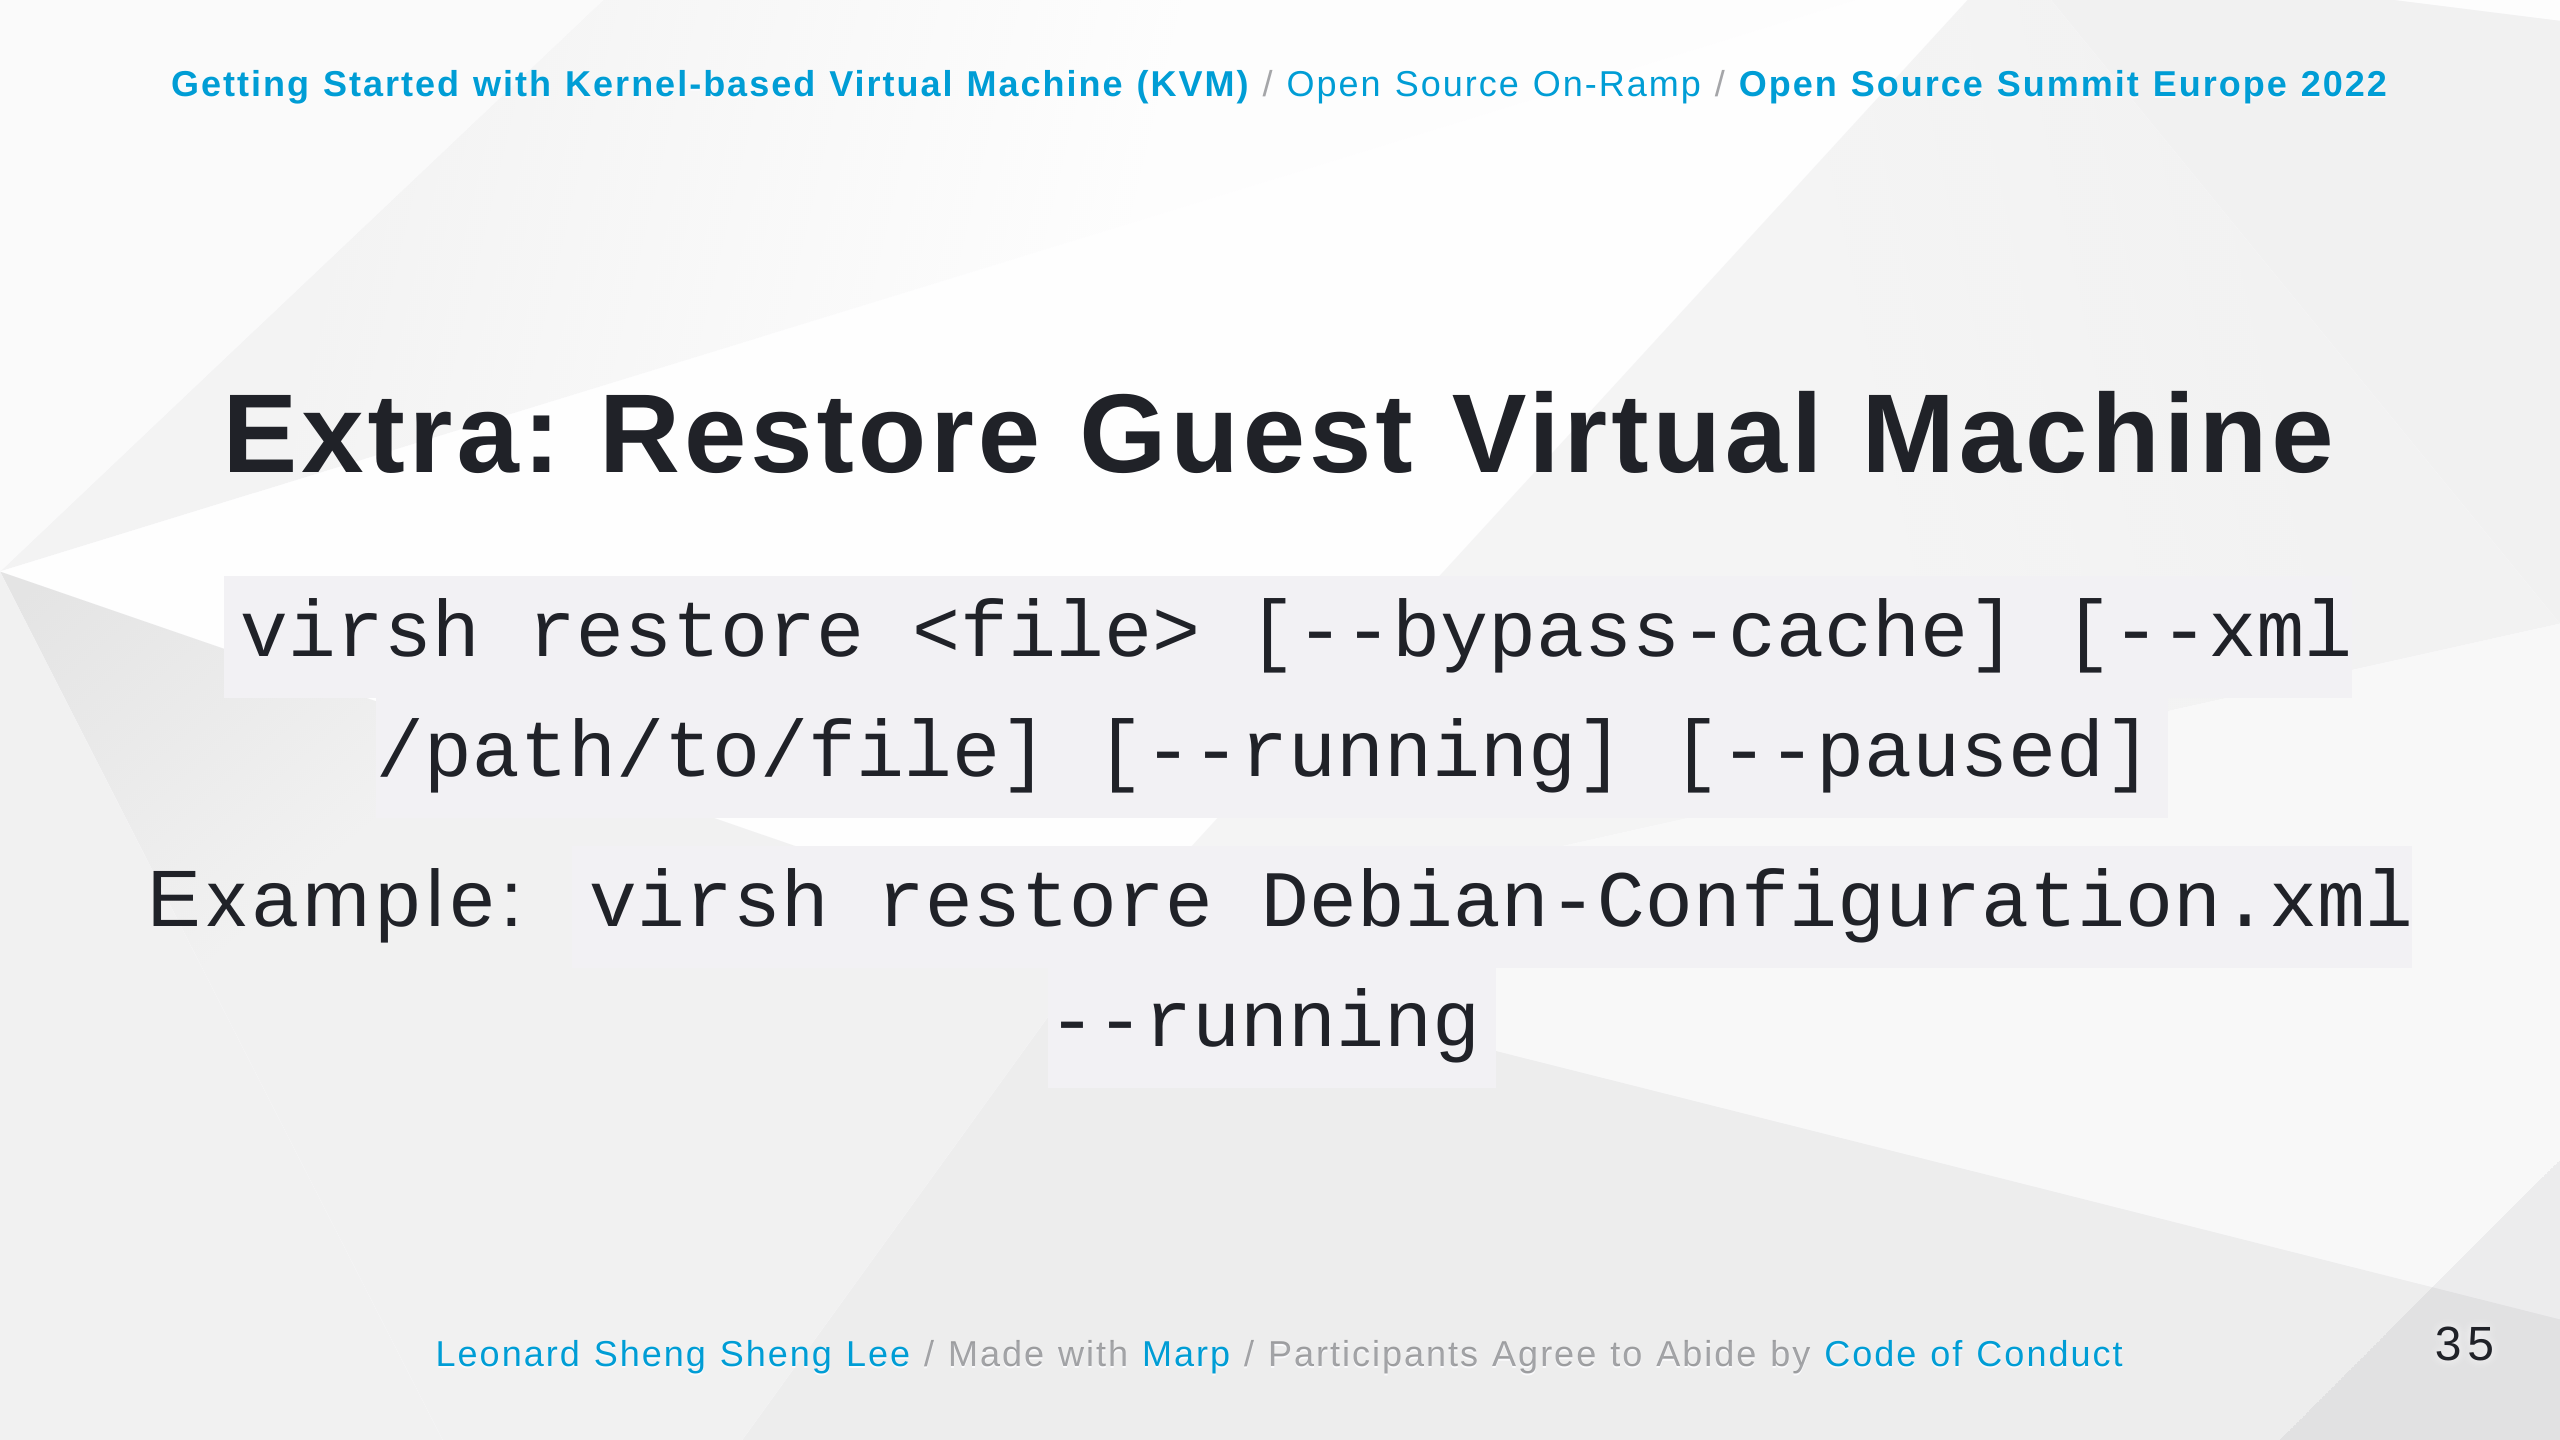 Getting Started with Kernel-based Virtual Machine (KVM) / Open Source On-Ramp / Open Source Summit Europe 2022
Extra: Restore Guest Virtual Machine
virsh restore <file> [--bypass-cache] [--xml
/path/to/file] [--running] [--paused]
Example: virsh restore Debian-Configuration.xml
--running
Leonard Sheng Sheng Lee / Made with Marp / Participants Agree to Abide by Code of Conduct
35